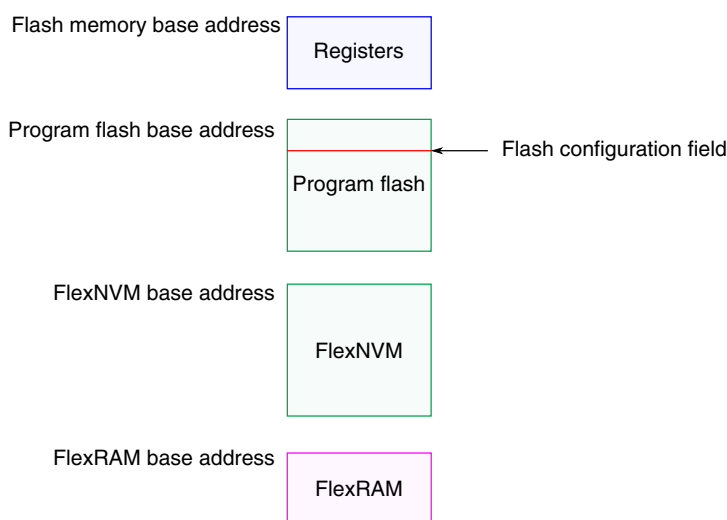 Flash memory base address
Registers
Program flash base address
Flash configuration field
Program flash
FlexNVM base address
FlexNVM
FlexRAM base address
FlexRAM